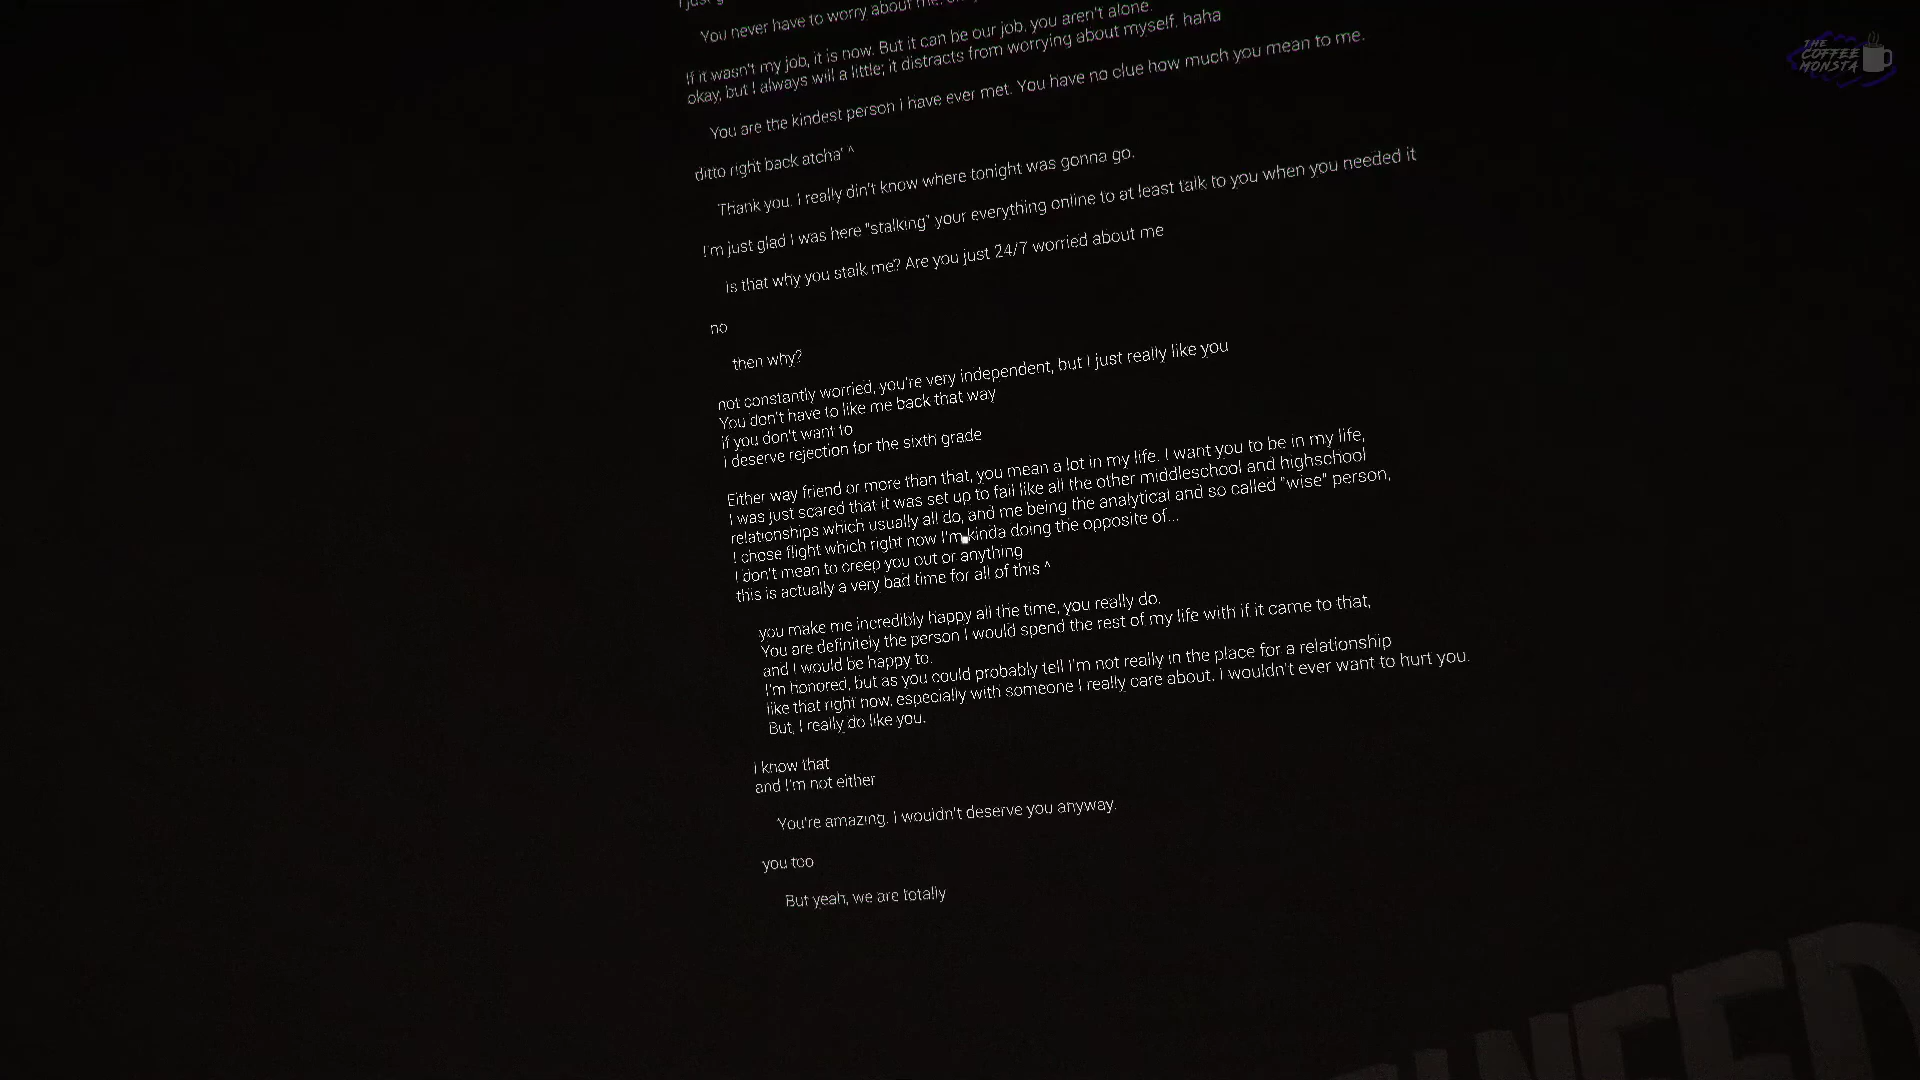 You never have to worry about me.
If it wasn't my job, it is now. But it can be our job, you aren't alone.
okay, but I always will a little; it distracts from worrying about myself. haha
You are the kindest person i have ever met. You have no clue how much you mean to me.
ditto right back atcha' ^
Thank you. I really din't know where tonight was gonna go.
I'm just glad I was here "stalking" your everything online to at least talk to you when you needed it
is that why you stalk me? Are you just 24/7 worried about me
no
then why?
not constantly worried, you're very independent, but I just really like you
You don't have to like me back that way
if you don't want to
i deserve rejection for the sixth grade
Either way friend or more than that, you mean a lot in my life. I want you to be in my life,
I was just scared that it was set up to fail like all the other middleschool and highschool
relationships which usually all do, and me being the analytical and so called "wise" person,
I chose flight which right now I'm kinda doing the opposite of...
I don't mean to creep you out or anything
this is actually a very bad time for all of this ^
you make me incredibly happy all the time, you really do.
You are definitely the person I would spend the rest of my life with if it came to that,
and I would be happy to.
I'm honored, but as you could probably tell I'm not really in the place for a relationship
like that right now, especially with someone I really care about. I wouldn't ever want to hurt you.
But, I really do like you.
i know that
and I'm not either
You're amazing. I wouldn't deserve you anyway.
you too
But yeah, we are totally
THE
COFFEE
MONSTA